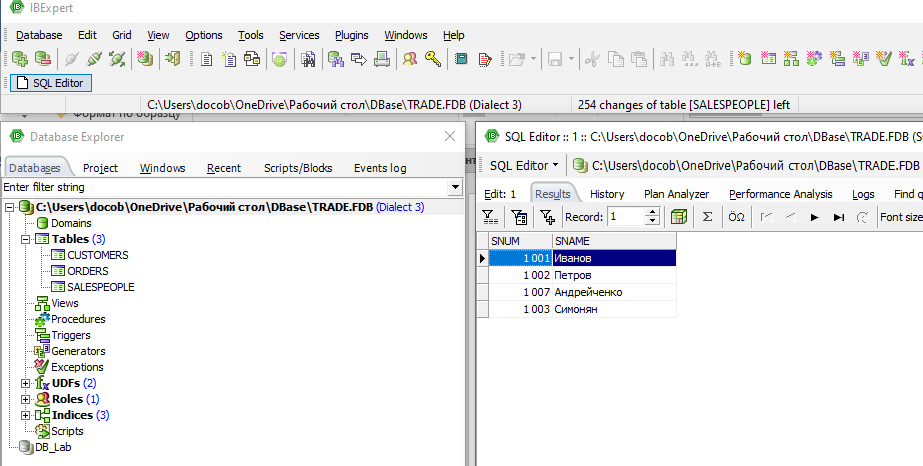 IBExpert
Database Edit Grid View Options Tools Services Plugins Windows Help
SQL Editor
C:\Users\docob\OneDrive\Рабочий стол\DBase\TRADE.FDB (Dialect 3) 254 changes of table [SALESPEOPLE] left
Формат по образцу
Database Explorer
Databases Project Windows Recent Scripts/Blocks Events log
Enter filter string
C:\Users\docob\OneDrive\Рабочий стол\DBase\TRADE.FDB (Dialect 3)
Domains
Tables (3)
CUSTOMERS
ORDERS
SALESPEOPLE
Views
Procedures
Triggers
Generators
Exceptions
UDFs (2)
Roles (1)
Indices (3)
Scripts
DB_Lab
SQL Editor :: 1 :: C:\Users\docob\OneDrive\Рабочий стол\DBase\TRADE.FDB (S
SQL Editor C:\Users\docob\OneDrive\Рабочий стол\DBase\TRADE.FDB
Edit: 1 Results History Plan Analyzer Performance Analysis Logs Find q
Record: 1 Σ ÖΩ Font size
SNUM SNAME
1 001 Иванов
1 002 Петров
1 007 Андрейченко
1 003 Симонян